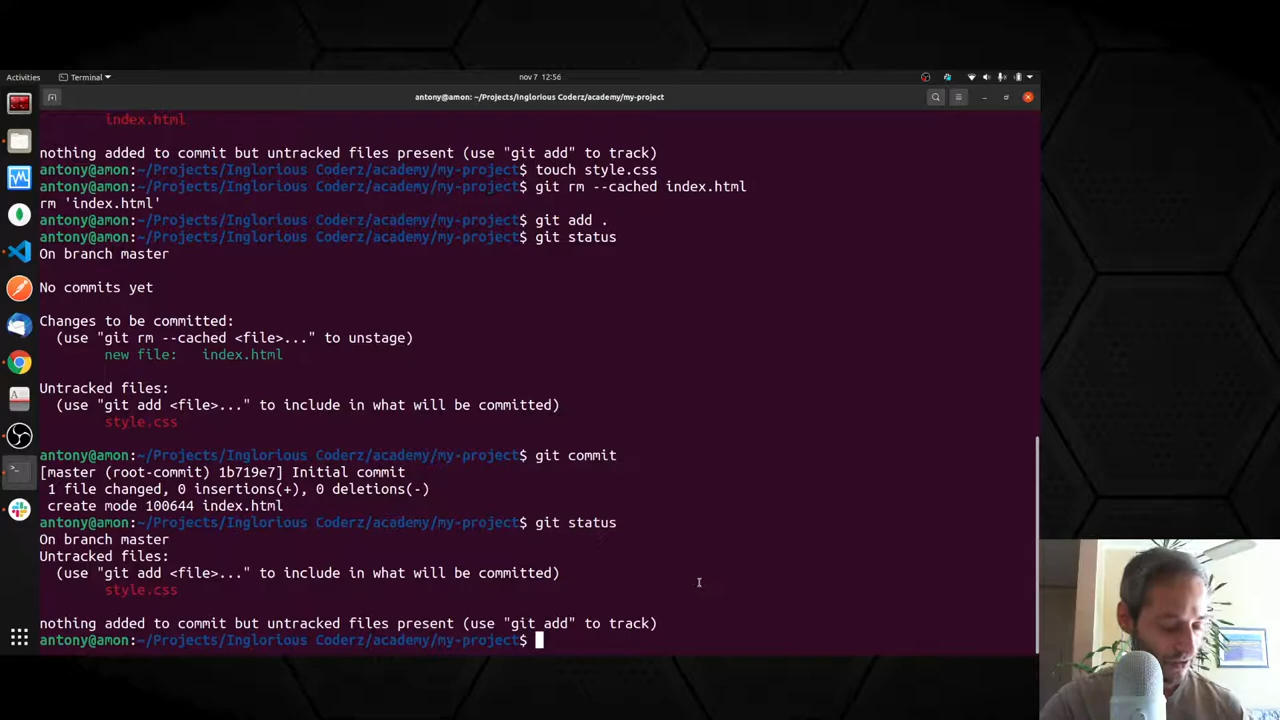 Activities
Terminal
nov 7 12:56
antony@amon: ~/Projects/Inglorious Coderz/academy/my-project
index.html
nothing added to commit but untracked files present (use "git add" to track)
antony@amon:~/Projects/Inglorious Coderz/academy/my-project$ touch style.css
antony@amon:~/Projects/Inglorious Coderz/academy/my-project$ git rm --cached index.html
rm 'index.html'
antony@amon:~/Projects/Inglorious Coderz/academy/my-project$ git add .
antony@amon:~/Projects/Inglorious Coderz/academy/my-project$ git status
On branch master
No commits yet
Changes to be committed:
(use "git rm --cached <file>..." to unstage)
new file:   index.html
Untracked files:
(use "git add <file>..." to include in what will be committed)
style.css
antony@amon:~/Projects/Inglorious Coderz/academy/my-project$ git commit
[master (root-commit) 1b719e7] Initial commit
1 file changed, 0 insertions(+), 0 deletions(-)
create mode 100644 index.html
antony@amon:~/Projects/Inglorious Coderz/academy/my-project$ git status
On branch master
Untracked files:
(use "git add <file>..." to include in what will be committed)
style.css
nothing added to commit but untracked files present (use "git add" to track)
antony@amon:~/Projects/Inglorious Coderz/academy/my-project$